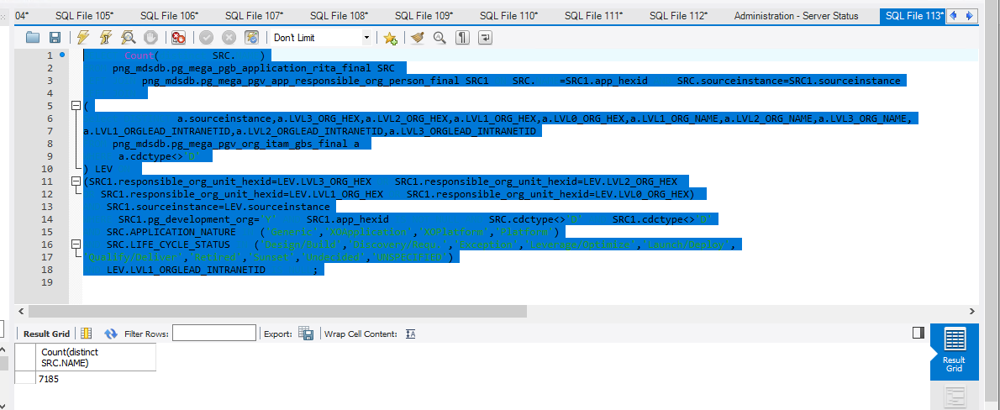 04* SQL File 105* SQL File 106* SQL File 107* SQL File 108* SQL File 109* SQL File 110* SQL File 111* SQL File 112* Administration - Server Status SQL File 113*
Don't Limit
1 Count( SRC. )
2 png_mdsdb.pg_mega_pgb_application_rita_final SRC
3 png_mdsdb.pg_mega_pgv_app_responsible_org_person_final SRC1 SRC. =SRC1.app_hexid SRC.sourceinstance=SRC1.sourceinstance
4
5 (
6 a.sourceinstance,a.LVL3_ORG_HEX,a.LVL2_ORG_HEX,a.LVL1_ORG_HEX,a.LVL0_ORG_HEX,a.LVL1_ORG_NAME,a.LVL2_ORG_NAME,a.LVL3_ORG_NAME,
7 a.LVL1_ORGLEAD_INTRANETID,a.LVL2_ORGLEAD_INTRANETID,a.LVL3_ORGLEAD_INTRANETID
8 png_mdsdb.pg_mega_pgv_org_itam_gbs_final a
9 a.cdctype<>'D'
10 ) LEV
11 (SRC1.responsible_org_unit_hexid=LEV.LVL3_ORG_HEX SRC1.responsible_org_unit_hexid=LEV.LVL2_ORG_HEX
12 SRC1.responsible_org_unit_hexid=LEV.LVL1_ORG_HEX SRC1.responsible_org_unit_hexid=LEV.LVL0_ORG_HEX)
13 SRC1.sourceinstance=LEV.sourceinstance
14 SRC1.pg_development_org='Y' SRC1.app_hexid SRC.cdctype<>'D' SRC1.cdctype<>'D'
15 SRC.APPLICATION_NATURE ('Generic','XDApplication','XDPlatform','Platform')
16 SRC.LIFE_CYCLE_STATUS ('Design/Build','Discovery/Requ.','Exception','Leverage/Optimize','Launch/Deploy',
17 'Qualify/Deliver','Retired','Sunset','Undecided','UNSPECIFIED')
18 LEV.LVL1_ORGLEAD_INTRANETID ;
19
Result Grid Filter Rows: Export: Wrap Cell Content:
Count(distinct
SRC.NAME)
7185
Result
Grid